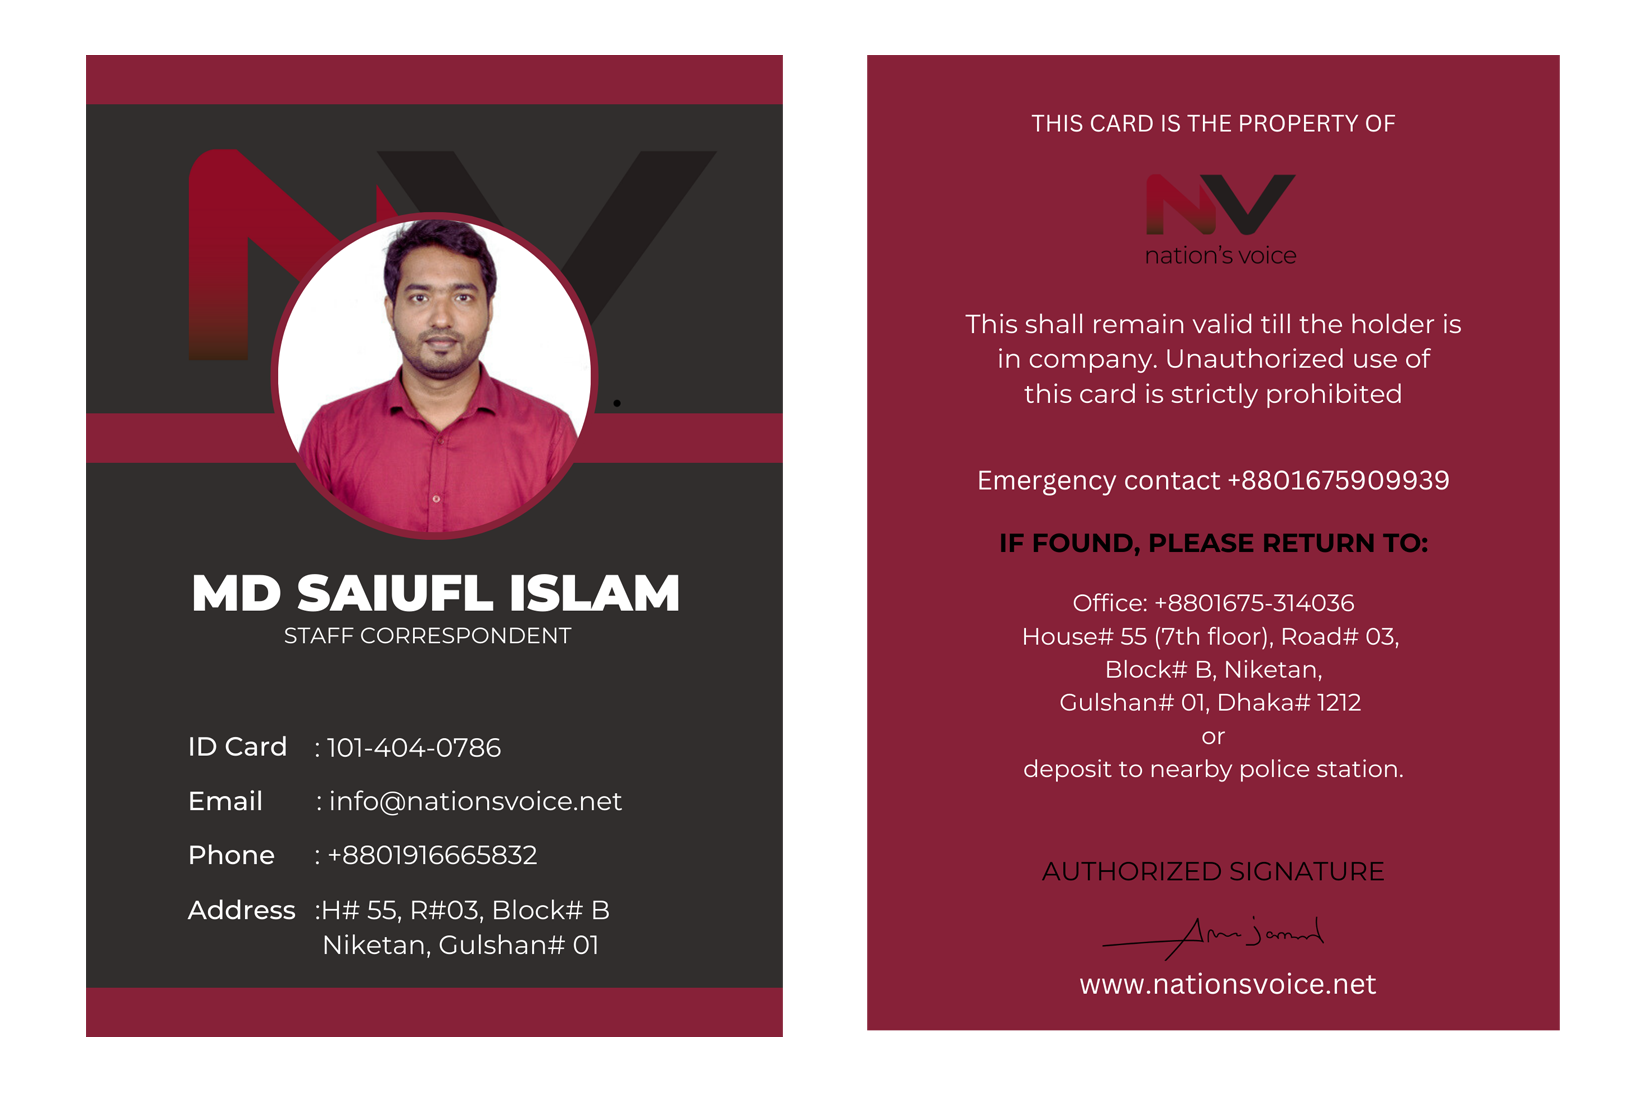 NV
MD SAIUFL ISLAM
STAFF CORRESPONDENT
ID Card : 101-404-0786
Email : info@nationsvoice.net
Phone : +8801916665832
Address :H# 55, R#03, Block# B
Niketan, Gulshan# 01
THIS CARD IS THE PROPERTY OF
NV
nation's voice
This shall remain valid till the holder is
in company. Unauthorized use of
this card is strictly prohibited
Emergency contact +8801675909939
IF FOUND, PLEASE RETURN TO:
Office: +8801675-314036
House# 55 (7th floor), Road# 03,
Block# B, Niketan,
Gulshan# 01, Dhaka# 1212
or
deposit to nearby police station.
AUTHORIZED SIGNATURE
www.nationsvoice.net